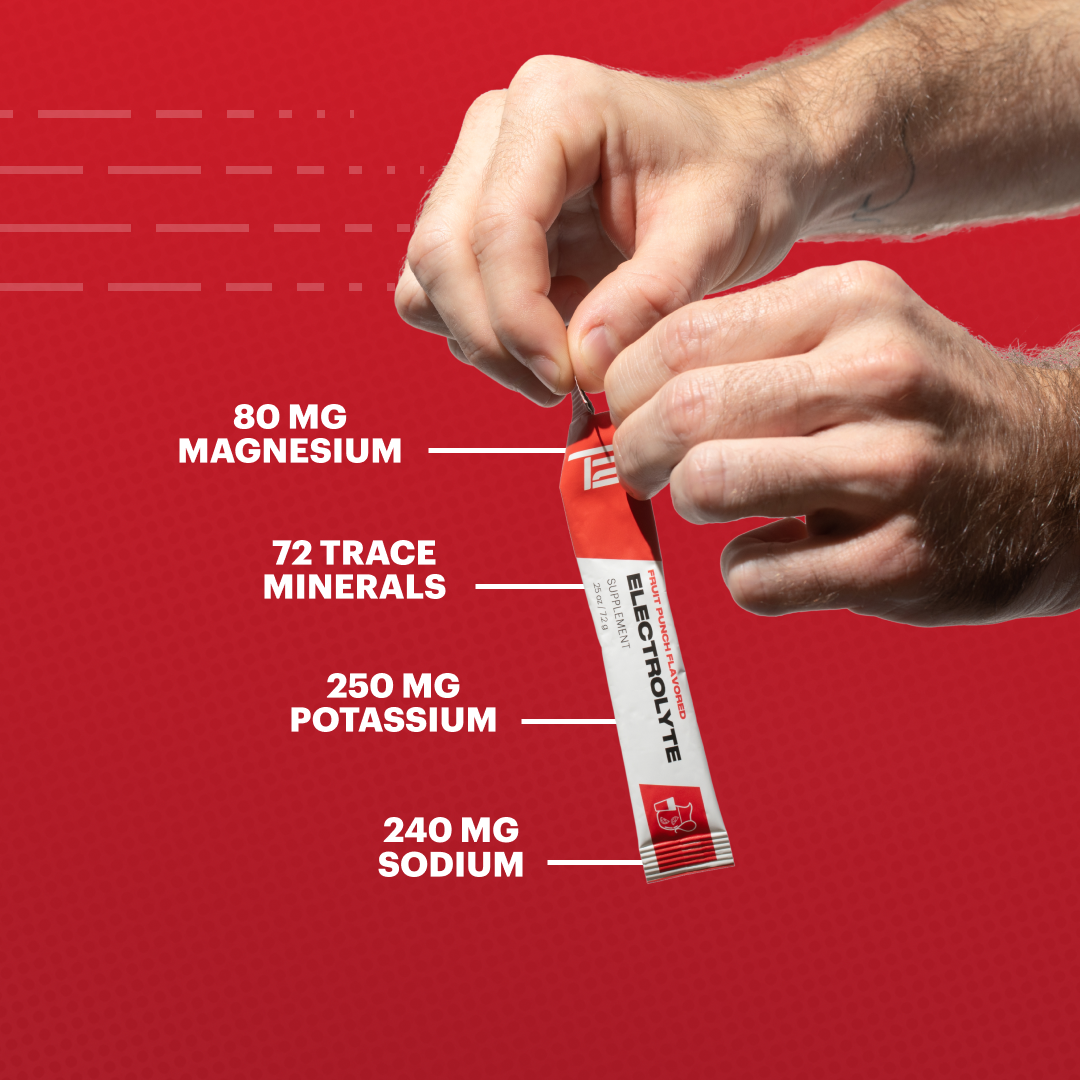 80 MG
MAGNESIUM
72 TRACE
MINERALS
250 MG
POTASSIUM
240 MG
SODIUM
FRUIT PUNCH FLAVORED
ELECTROLYTE
SUPPLEMENT
.25 oz / 7.2 g